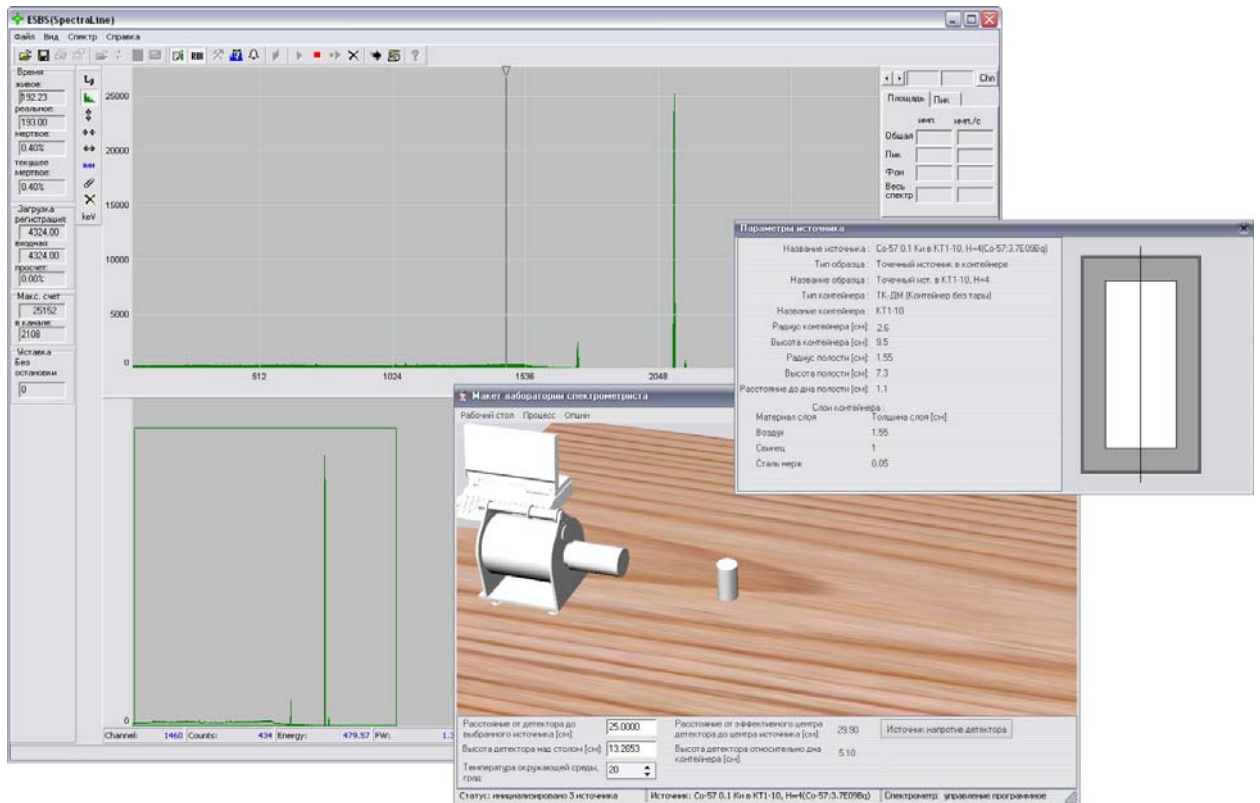 ESBS(SpectraLine)
Файл Вид Спектр Справка
Время
живое:
192.23
реальное:
193.00
мертвое:
0.40%
текущее
мертвое:
0.40%
Загрузка
регистрация:
4324.00
входная:
4324.00
просчет:
0.00%
Макс. счет
25152
в канале:
2108
Уставка
Без
остановки
0
Lg
ROI
keV
25000
20000
15000
10000
5000
0
512
1024
1536
2048
Chn
Площадь Пик
имп. имп./с
Общая
Пик
Фон
Весь
спектр
0
Channel: 1460 Counts: 434 Energy: 479.57 PW:
Параметры источника
Название источника : Co-57 0.1 Ки в КТ1-10, H=4(Co-57:3.7E09Bq)
Тип образца : Точечный источник в контейнере
Название образца : Точечный ист. в КТ1-10, H=4
Тип контейнера : ТК-ДМ (Контейнер без тары)
Название контейнера : КТ1-10
Радиус контейнера [см]: 2.6
Высота контейнера [см]: 9.5
Радиус полости [см]: 1.55
Высота полости [см]: 7.3
Расстояние до дна полости [см]: 1.1
Слои контейнера :
Материал слоя Толщина слоя [см]
Воздух 1.55
Свинец 1
Сталь нерж 0.05
Макет лаборатории спектрометриста
Рабочий стол Процесс Опции
Расстояние от детектора до выбранного источника [см]: 25.0000
Расстояние от эффективного центра детектора до центра источника [см]: 29.90
Источник напротив детектора
Высота детектора над столом [см]: 13.2653
Высота детектора относительно дна контейнера [см]: 5.10
Температура окружающей среды, град: 20
Статус: инициализировано 3 источника Источник: Co-57 0.1 Ки в КТ1-10, H=4(Co-57:3.7E09Bq) Спектрометр: управление программное